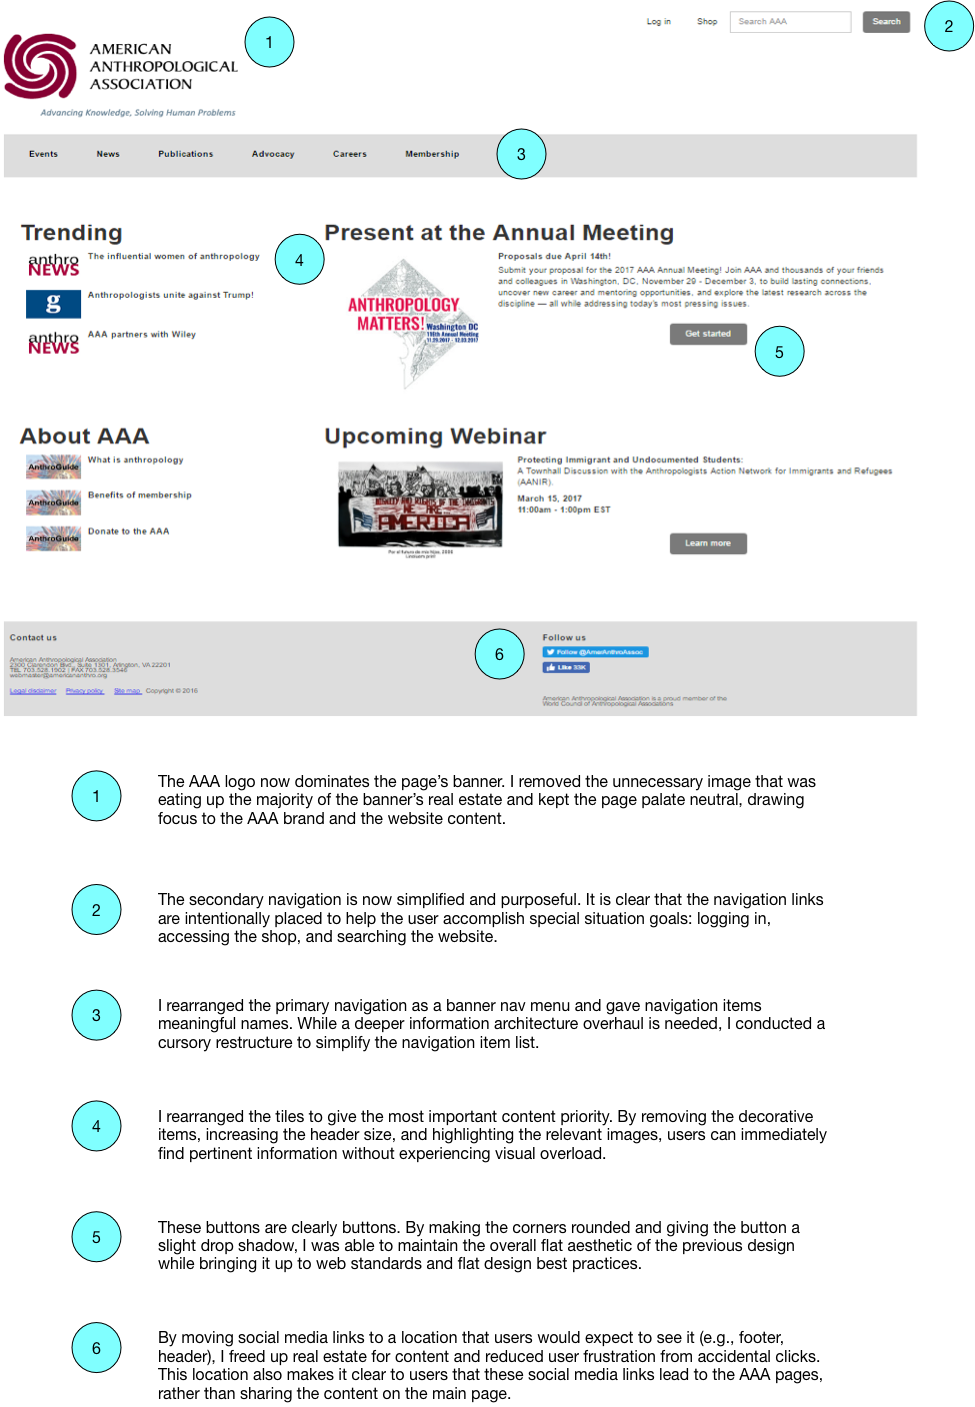 Log in Shop Search AAA Search
1
2
AMERICAN
ANTHROPOLOGICAL
ASSOCIATION
Advancing Knowledge, Solving Human Problems
Events News Publications Advocacy Careers Membership
3
Trending
anthro
NEWS
The influential women of anthropology
4
g
Anthropologists unite against Trump!
anthro
NEWS
AAA partners with Wiley
Present at the Annual Meeting
ANTHROPOLOGY
MATTERS!
Washington DC
116th Annual Meeting
11.29.2017 - 12.03.2017
Proposals due April 14th!
Submit your proposal for the 2017 AAA Annual Meeting! Join AAA and thousands of your friends
and colleagues in Washington, DC, November 29 - December 3, to build lasting connections,
uncover new career and mentoring opportunities, and explore the latest research across the
discipline — all while addressing today's most pressing issues.
Get started
5
About AAA
AnthroGuide
What is anthropology
AnthroGuide
Benefits of membership
AnthroGuide
Donate to the AAA
Upcoming Webinar
WE ARE
AMERICA
Por el futuro de mis hijos, 2006
Linocut print
Protecting Immigrant and Undocumented Students:
A Townhall Discussion with the Anthropologists Action Network for Immigrants and Refugees
(AANIR).
March 15, 2017
11:00am - 1:00pm EST
Learn more
Contact us
American Anthropological Association
2300 Clarendon Blvd., Suite 1301, Arlington, VA 22201
TEL 703.528.1902 | FAX 703.528.3546
webmaster@americananthro.org
Legal disclaimer Privacy policy Site map Copyright © 2016
6
Follow us
Follow @AmerAnthroAssoc
Like 33K
American Anthropological Association is a proud member of the
World Council of Anthropological Associations
1
The AAA logo now dominates the page's banner. I removed the unnecessary image that was
eating up the majority of the banner's real estate and kept the page palate neutral, drawing
focus to the AAA brand and the website content.
2
The secondary navigation is now simplified and purposeful. It is clear that the navigation links
are intentionally placed to help the user accomplish special situation goals: logging in,
accessing the shop, and searching the website.
3
I rearranged the primary navigation as a banner nav menu and gave navigation items
meaningful names. While a deeper information architecture overhaul is needed, I conducted a
cursory restructure to simplify the navigation item list.
4
I rearranged the tiles to give the most important content priority. By removing the decorative
items, increasing the header size, and highlighting the relevant images, users can immediately
find pertinent information without experiencing visual overload.
5
These buttons are clearly buttons. By making the corners rounded and giving the button a
slight drop shadow, I was able to maintain the overall flat aesthetic of the previous design
while bringing it up to web standards and flat design best practices.
6
By moving social media links to a location that users would expect to see it (e.g., footer,
header), I freed up real estate for content and reduced user frustration from accidental clicks.
This location also makes it clear to users that these social media links lead to the AAA pages,
rather than sharing the content on the main page.